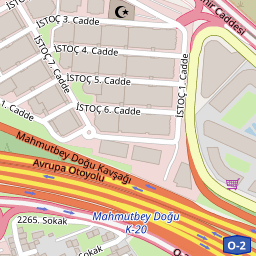 İSTOÇ 3. Cadde
İSTOÇ 4. Cadde
İSTOÇ 5. Cadde
İSTOÇ 6. Cadde
İSTOÇ 7. Cadde
İSTOÇ 1. Cadde
ir Caddesi
1. Cadde
Mahmutbey Doğu Kavşağı
Avrupa Otoyolu
Mahmutbey Doğu
K-20
2265. Sokak
Sokak
O-2